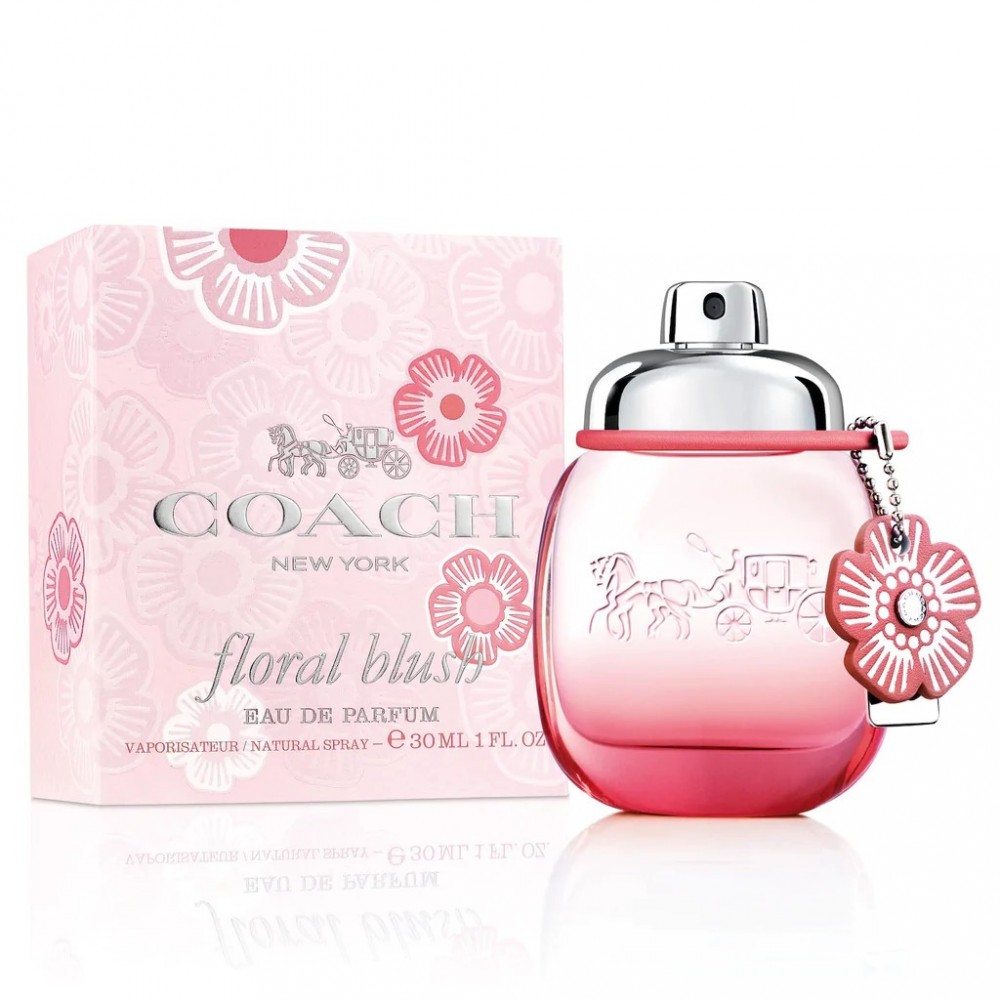 COACH
NEW YORK
floral blush
EAU DE PARFUM
VAPORISATEUR / NATURAL SPRAY – ℮ 30 ML 1 FL. OZ